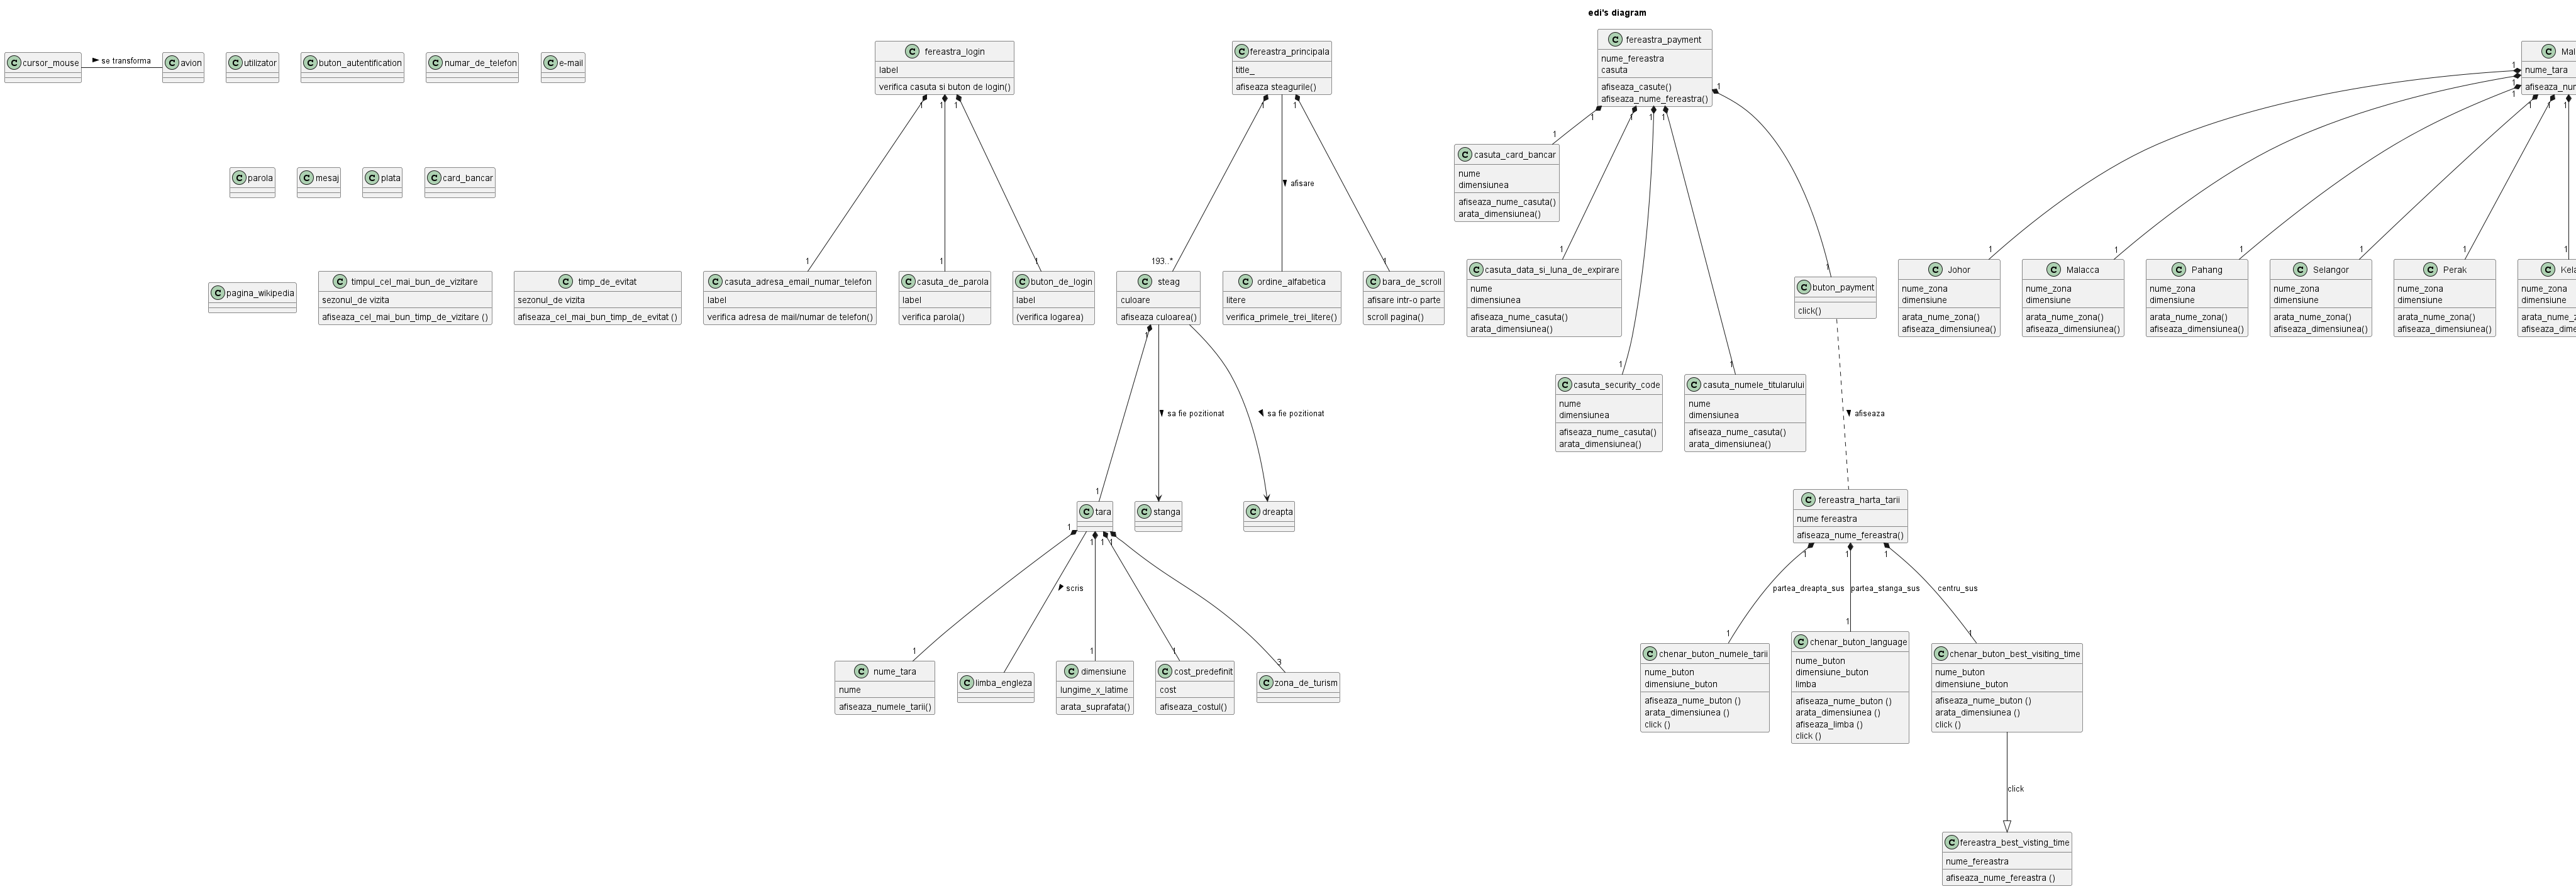 edi's diagram
cursor_mouse
se transforma
avion
utilizator
buton_autentification
numar_de_telefon
e-mail
parola
mesaj
plata
card_bancar
pagina_wikipedia
timpul_cel_mai_bun_de_vizitare
sezonul_de vizita
afiseaza_cel_mai_bun_timp_de_vizitare ()
timp_de_evitat
sezonul_de vizita
afiseaza_cel_mai_bun_timp_de_evitat ()
fereastra_login
label
verifica casuta si buton de login()
1
1
1
1
1
1
casuta_adresa_email_numar_telefon
label
verifica adresa de mail/numar de telefon()
casuta_de_parola
label
verifica parola()
buton_de_login
label
(verifica logarea)
fereastra_principala
title_
afiseaza steagurile()
1
1
afisare
193..*
1
steag
culoare
afiseaza culoarea()
ordine_alfabetica
litere
verifica_primele_trei_litere()
bara_de_scroll
afisare intr-o parte
scroll pagina()
1
sa fie pozitionat
sa fie pozitionat
1
tara
stanga
dreapta
1
1
1
1
scris
1
1
1
3
nume_tara
nume
afiseaza_numele_tarii()
limba_engleza
dimensiune
lungime_x_latime
arata_suprafata()
cost_predefinit
cost
afiseaza_costul()
zona_de_turism
fereastra_payment
nume_fereastra
casuta
afiseaza_casute()
afiseaza_nume_fereastra()
1
1
1
1
1
1
casuta_card_bancar
nume
dimensiunea
afiseaza_nume_casuta()
arata_dimensiunea()
1
casuta_data_si_luna_de_expirare
nume
dimensiunea
afiseaza_nume_casuta()
arata_dimensiunea()
1
buton_payment
click()
1
casuta_security_code
nume
dimensiunea
afiseaza_nume_casuta()
arata_dimensiunea()
1
casuta_numele_titularului
nume
dimensiunea
afiseaza_nume_casuta()
arata_dimensiunea()
afiseaza
fereastra_harta_tarii
nume fereastra
afiseaza_nume_fereastra()
1
1
1
partea_dreapta_sus
partea_stanga_sus
centru_sus
1
1
1
chenar_buton_numele_tarii
nume_buton
dimensiune_buton
afiseaza_nume_buton ()
arata_dimensiunea ()
click ()
chenar_buton_language
nume_buton
dimensiune_buton
limba
afiseaza_nume_buton ()
arata_dimensiunea ()
afiseaza_limba ()
click ()
chenar_buton_best_visiting_time
nume_buton
dimensiune_buton
afiseaza_nume_buton ()
arata_dimensiunea ()
click ()
click
fereastra_best_visting_time
nume_fereastra
afiseaza_nume_fereastra ()
Mal
nume_tara
afiseaza_nur
1
1
1
1
1
1
1
1
1
1
1
1
Johor
nume_zona
dimensiune
arata_nume_zona()
afiseaza_dimensiunea()
Malacca
nume_zona
dimensiune
arata_nume_zona()
afiseaza_dimensiunea()
Pahang
nume_zona
dimensiune
arata_nume_zona()
afiseaza_dimensiunea()
Selangor
nume_zona
dimensiune
arata_nume_zona()
afiseaza_dimensiunea()
Perak
nume_zona
dimensiune
arata_nume_zona()
afiseaza_dimensiunea()
Kela
nume_zona
dimensiune
arata_nume_z
afiseaza_dime